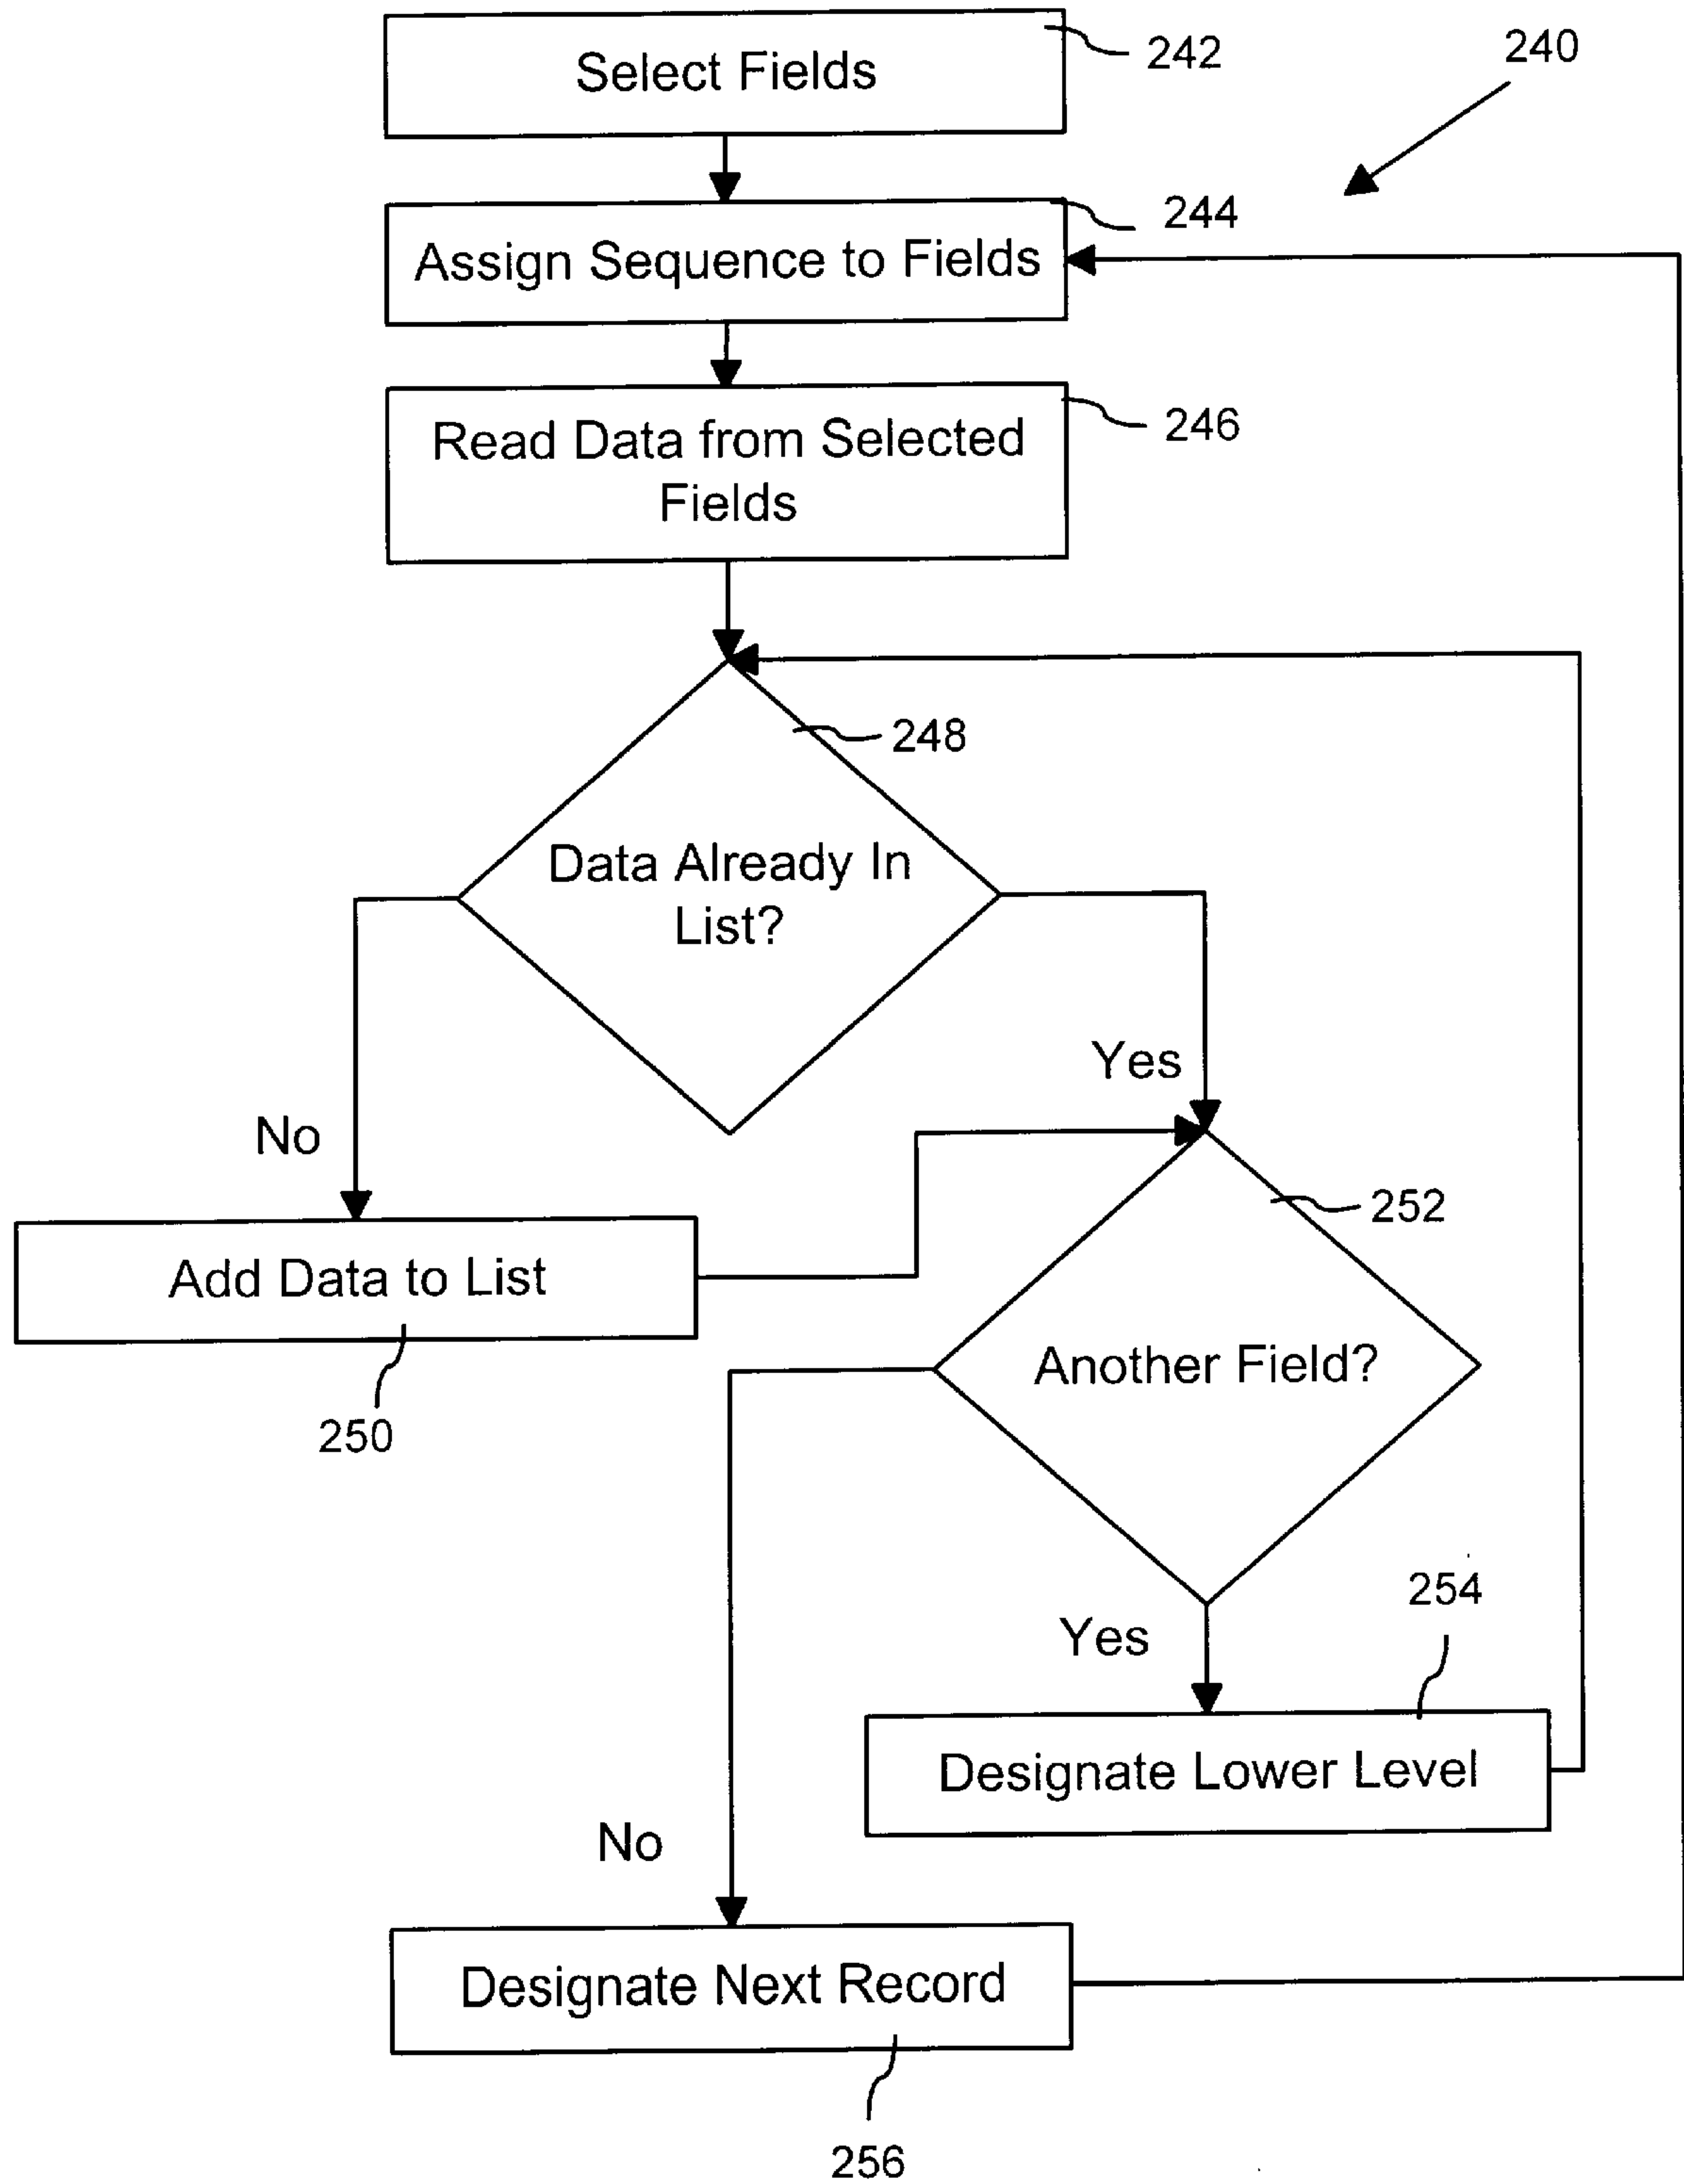 Select Fields
242
240
Assign Sequence to Fields
244
Read Data from Selected
Fields
246
248
Data Already In
List?
Yes
No
252
Add Data to List
250
Another Field?
254
Yes
Designate Lower Level
No
Designate Next Record
256